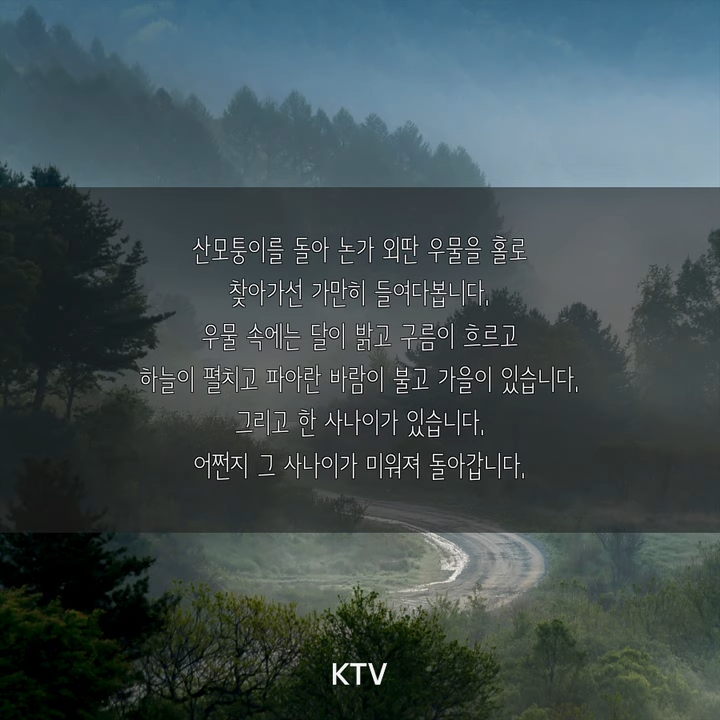 산모퉁이를 돌아 논가 외딴 우물을 홀로
찾아가선 가만히 들여다봅니다.
우물 속에는 달이 밝고 구름이 흐르고
하늘이 펼치고 파아란 바람이 불고 가을이 있습니다.
그리고 한 사나이가 있습니다.
어쩐지 그 사나이가 미워져 돌아갑니다.
KTV